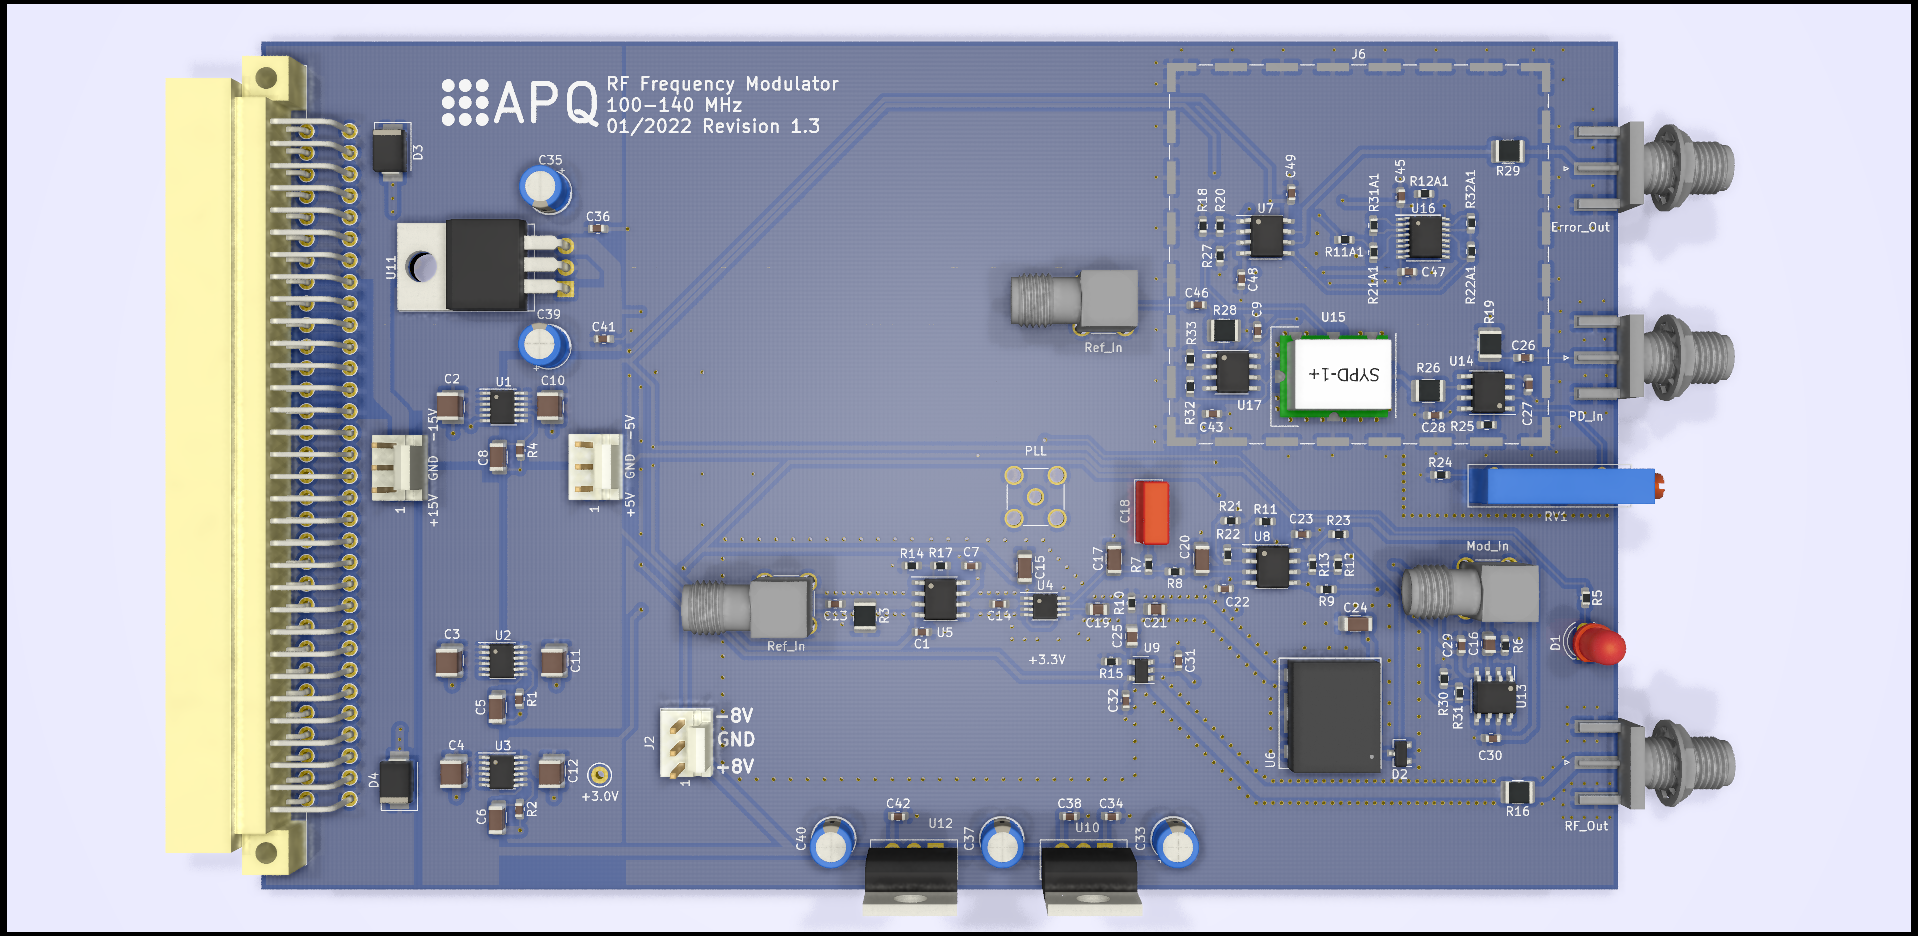 APQ
RF Frequency Modulator
100-140 MHz
01/2022 Revision 1.3
J6
D3
C35
C36
U11
C39
C41
C2
U1
C10
-15V
GND
+15V
1
C8
R4
-5V
GND
+5V
1
C49
R18
R20
U7
R27
C48
R31A1
C45
R12A1
U16
R32A1
R11A1
R21A1
C47
R22A1
R29
Error_Out
Ref_In
C46
R28
C9
R33
U15
R19
C26
U14
R26
SYPD-1+
R32
U17
C43
C28
R25
C27
PD_In
PLL
R24
RV1
C18
R21
R11
C23
R23
R22
U8
R13
R12
C17
R7
C20
R8
C22
R9
Mod_In
R14
R17
C7
C15
U4
R3
U5
C1
C14
C19
R10
C21
C25
C24
R5
D1
Ref_In
+3.3V
U9
R15
C31
C32
C29
C16
R6
R30
R31
U13
C30
C3
U2
C11
C5
R1
C4
U3
C12
D4
C6
R2
+3.0V
J2
-8V
GND
+8V
1
U6
D2
R16
RF_Out
C40
C42
U12
C37
C38
C34
U10
C33